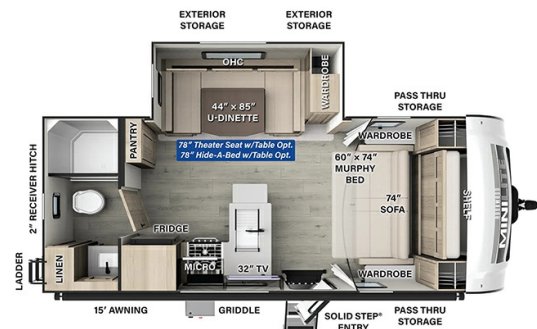 EXTERIOR
STORAGE
EXTERIOR
STORAGE
OHC
WARDROBE
44" x 85"
U-DINETTE
PASS THRU
STORAGE
PANTRY
78" Theater Seat w/Table Opt.
78" Hide-A-Bed w/Table Opt.
WARDROBE
60" x 74"
MURPHY
BED
2" RECEIVER HITCH
74"
SOFA
SHELF
MINI
FRIDGE
LADDER
LINEN
MICRO
32" TV
WARDROBE
15' AWNING
GRIDDLE
SOLID STEP®
ENTRY
PASS THRU
STORAGE